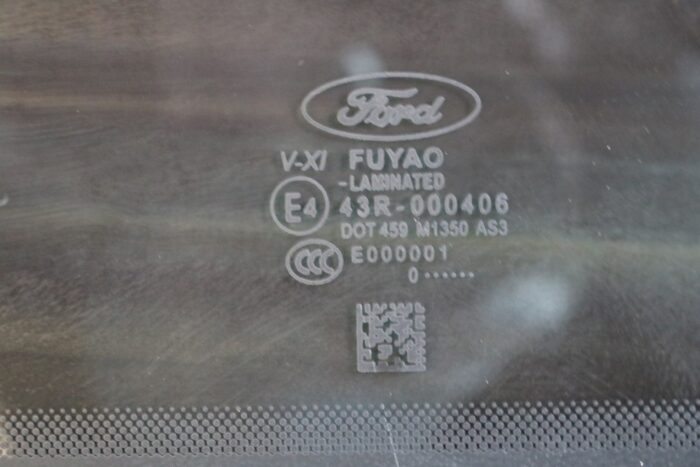 Ford
V-XI FUYAO
-LAMINATED
E4 43R-000406
DOT 459 M1350 AS3
CCC E000001
0······